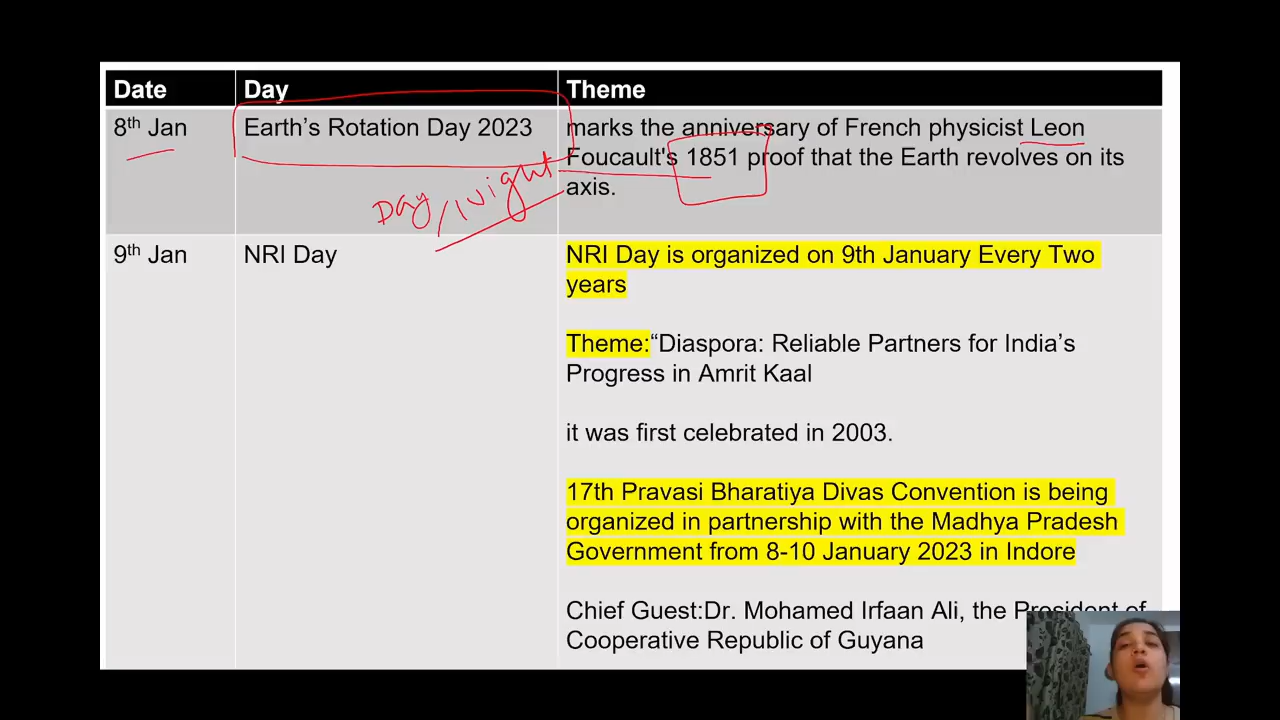 Date Day Theme
8th Jan Earth's Rotation Day 2023 marks the anniversary of French physicist Leon
Foucault's 1851 proof that the Earth revolves on its
axis.
Day/Night
9th Jan NRI Day NRI Day is organized on 9th January Every Two
years
Theme:“Diaspora: Reliable Partners for India's
Progress in Amrit Kaal
it was first celebrated in 2003.
17th Pravasi Bharatiya Divas Convention is being
organized in partnership with the Madhya Pradesh
Government from 8-10 January 2023 in Indore
Chief Guest:Dr. Mohamed Irfaan Ali, the President of
Cooperative Republic of Guyana